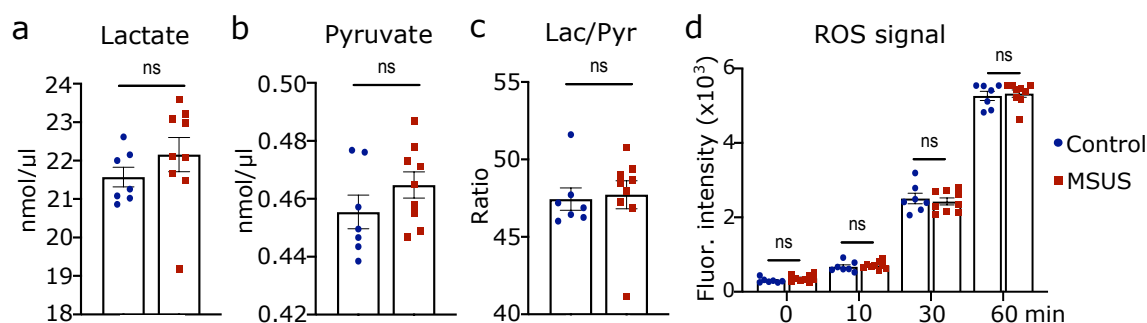 a
Lactate
ns
nmol/µl
24
23
22
21
20
19
18
b
Pyruvate
ns
nmol/µl
0.50
0.48
0.46
0.44
0.42
c
Lac/Pyr
ns
Ratio
55
50
45
40
d
ROS signal
Fluor. intensity (x10³)
6
4
2
0
ns
ns
ns
ns
0 10 30 60 min
Control
MSUS